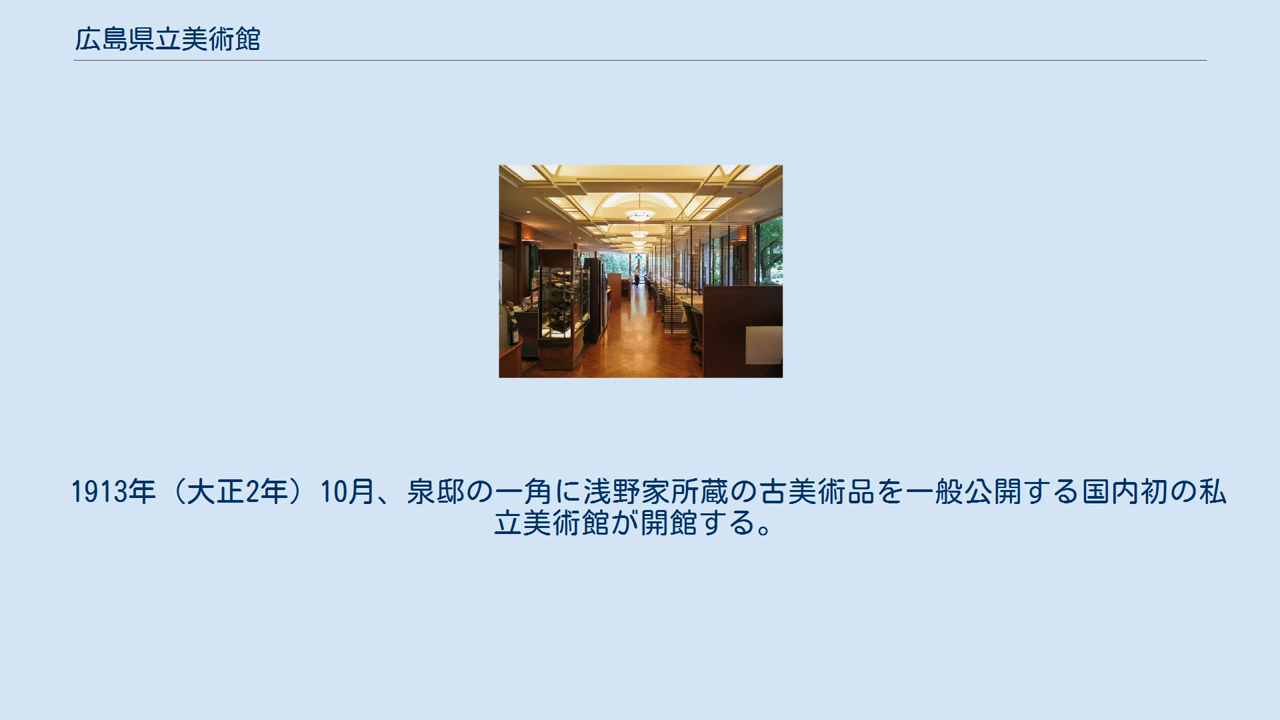 広島県立美術館
1913年（大正2年）10月、泉邸の一角に浅野家所蔵の古美術品を一般公開する国内初の私
立美術館が開館する。